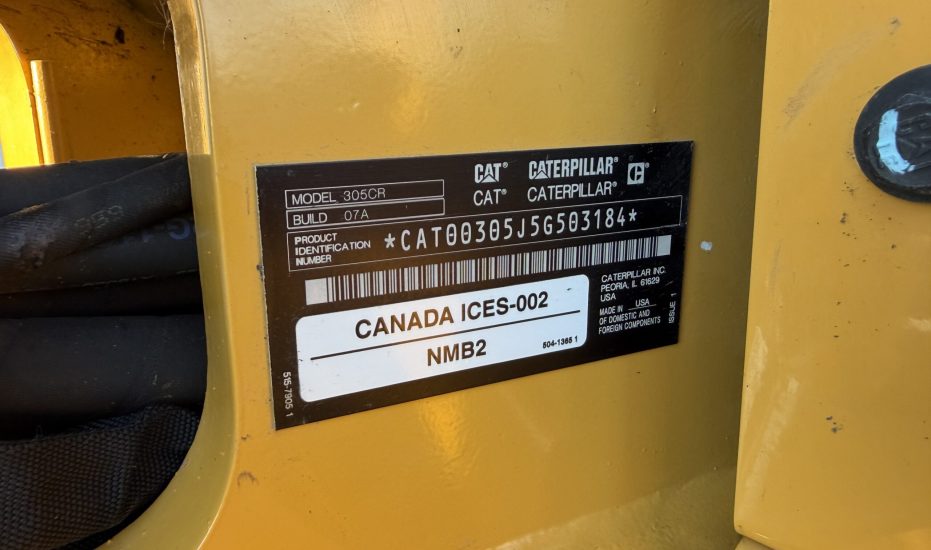 CAT® CATERPILLAR® C
CAT® CATERPILLAR®
MODEL 305CR
BUILD 07A
PRODUCT IDENTIFICATION NUMBER *CAT00305J5G503184*
CATERPILLAR INC.
PEORIA, IL 61629
USA
MADE IN USA
OF DOMESTIC AND
FOREIGN COMPONENTS
ISSUE 1
CANADA ICES-002
NMB2
504-1365 1
515-7905 1